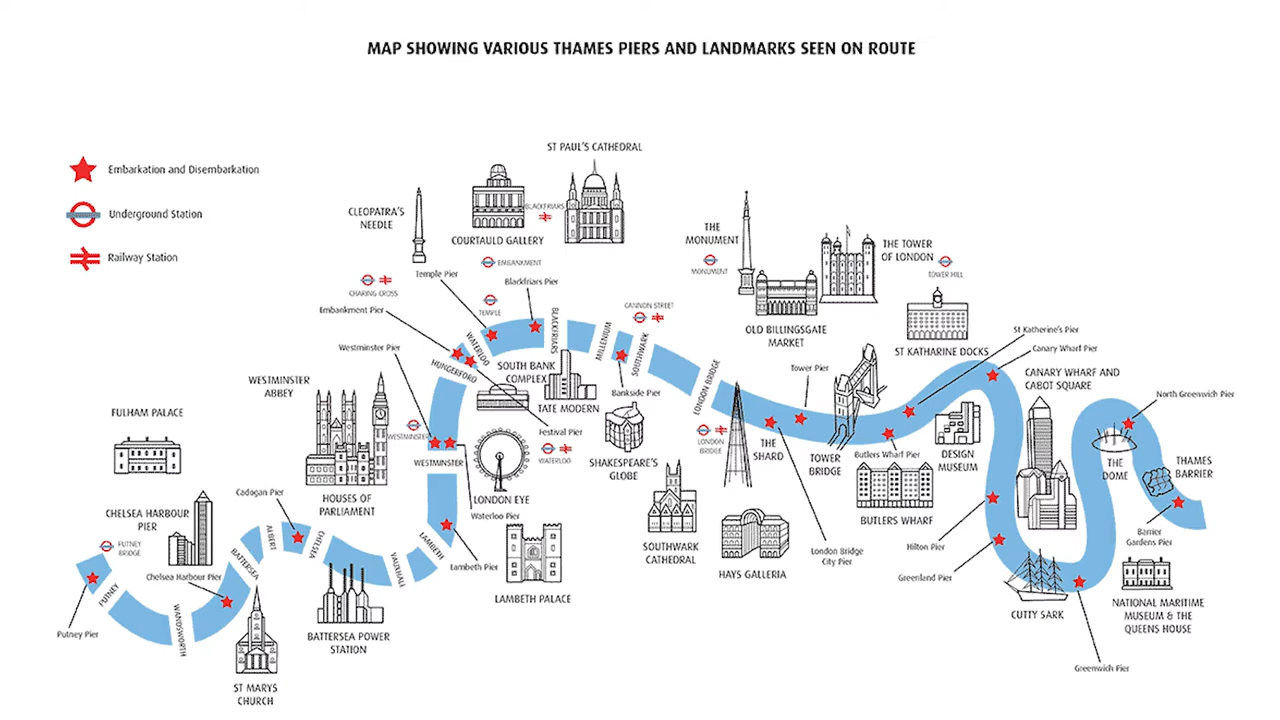 MAP SHOWING VARIOUS THAMES PIERS AND LANDMARKS SEEN ON ROUTE
Embarkation and Disembarkation
Underground Station
Railway Station
ST PAUL'S CATHEDRAL
CLEOPATRA'S
NEEDLE
BLACKFRIARS
COURTAULD GALLERY
EMBANKMENT
Temple Pier
Blackfriars Pier
CHARING CROSS
TEMPLE
Embankment Pier
CANNON STREET
THE
MONUMENT
MONUMENT
THE TOWER
OF LONDON
TOWER HILL
OLD BILLINGSGATE
MARKET
ST KATHARINE DOCKS
St Katherine's Pier
Canary Wharf Pier
Westminster Pier
WATERLOO
HUNGERFORD
BLACKFRIARS
MILLENIUM
SOUTHWARK
LONDON BRIDGE
SOUTH BANK
COMPLEX
TATE MODERN
Bankside Pier
Tower Pier
CANARY WHARF AND
CABOT SQUARE
North Greenwich Pier
WESTMINSTER
ABBEY
FULHAM PALACE
WESTMINSTER
Festival Pier
WATERLOO
LONDON
BRIDGE
THE
SHARD
TOWER
BRIDGE
Butlers Wharf Pier
DESIGN
MUSEUM
THE
DOME
THAMES
BARRIER
WESTMINSTER
SHAKESPEARE'S
GLOBE
HOUSES OF
PARLIAMENT
LONDON EYE
Cadogan Pier
Waterloo Pier
BUTLERS WHARF
CHELSEA HARBOUR
PIER
Barrier
Gardens Pier
PUTNEY
BRIDGE
ALBERT
CHELSEA
LAMBETH
SOUTHWARK
CATHEDRAL
HAYS GALLERIA
London Bridge
City Pier
Hilton Pier
Chelsea Harbour Pier
BATTERSEA
VAUXHALL
Lambeth Pier
Greenland Pier
PUTNEY
LAMBETH PALACE
CUTTY SARK
NATIONAL MARITIME
MUSEUM & THE
QUEENS HOUSE
Putney Pier
WANDSWORTH
BATTERSEA POWER
STATION
Greenwich Pier
ST MARYS
CHURCH